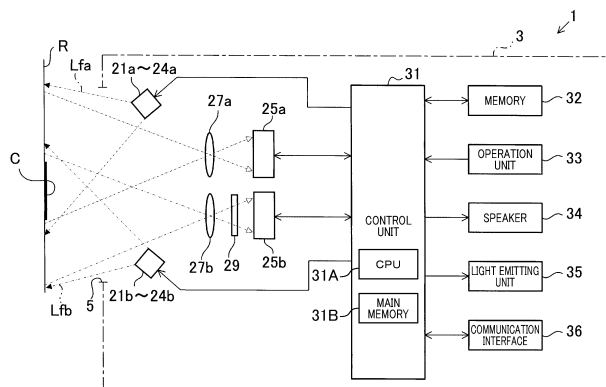 R
3
1
Lfa
21a～24a
31
27a
25a
MEMORY
32
OPERATION
UNIT
33
C
CONTROL
UNIT
SPEAKER
34
27b
29
25b
31A
CPU
LIGHT EMITTING
UNIT
35
Lfb
5
21b～24b
31B
MAIN
MEMORY
COMMUNICATION
INTERFACE
36